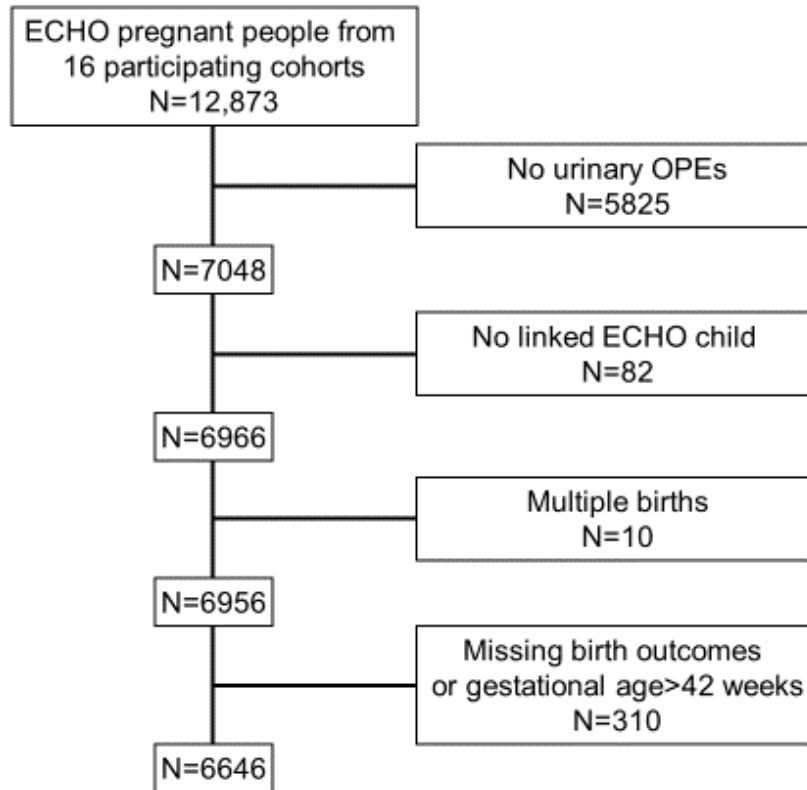 ECHO pregnant people from
16 participating cohorts
N=12,873
No urinary OPEs
N=5825
N=7048
No linked ECHO child
N=82
N=6966
Multiple births
N=10
N=6956
Missing birth outcomes
or gestational age>42 weeks
N=310
N=6646